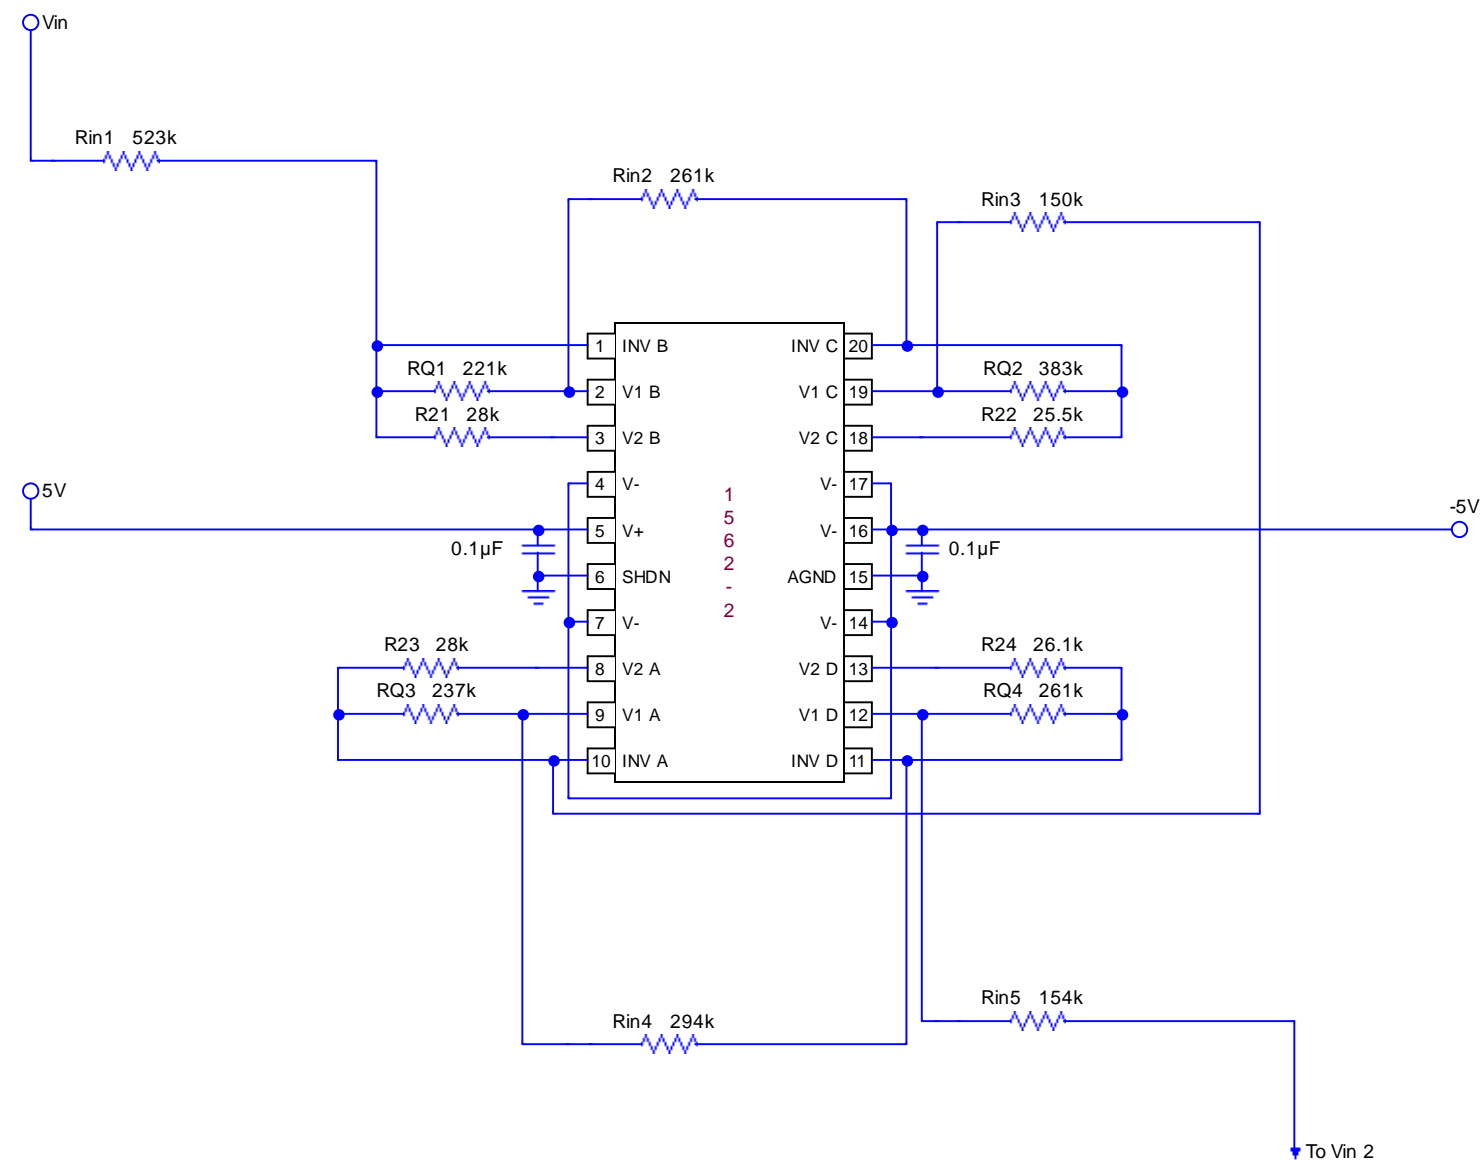 Vin
Rin1 523k
Rin2 261k
Rin3 150k
1 INV B INV C 20
RQ1 221k 2 V1 B V1 C 19 RQ2 383k
R21 28k 3 V2 B V2 C 18 R22 25.5k
4 V- V- 17
5V
-5V
5 V+ V- 16
0.1µF
0.1µF
6 SHDN AGND 15
1
5
6
2
-
2
7 V- V- 14
R23 28k 8 V2 A V2 D 13 R24 26.1k
RQ3 237k 9 V1 A V1 D 12 RQ4 261k
10 INV A INV D 11
Rin5 154k
Rin4 294k
To Vin 2